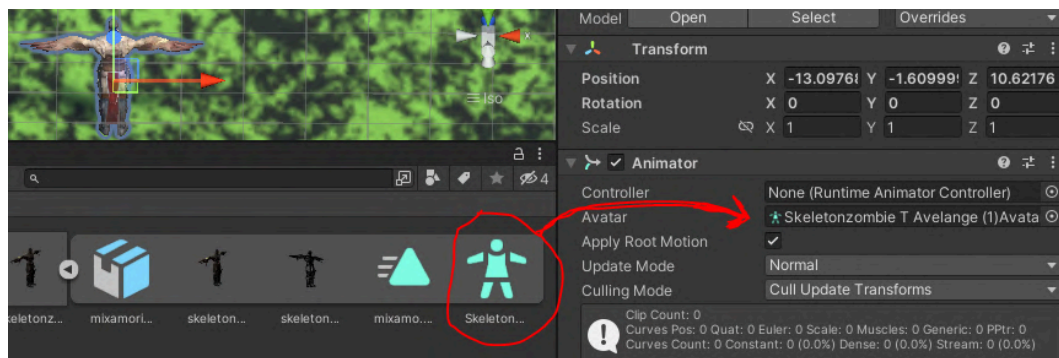 Model Open Select Overrides
Transform
Position X -13.0976 Y -1.60999 Z 10.62176
Rotation X 0 Y 0 Z 0
Scale X 1 Y 1 Z 1
x
Iso
Animator
4
Controller None (Runtime Animator Controller)
Avatar Skeletonzombie T Avelange (1)Avata
Apply Root Motion
Update Mode Normal
Culling Mode Cull Update Transforms
keletonz... mixamori... skeleton... skeleton... mixamo.... Skeleton...
Clip Count: 0
Curves Pos: 0 Quat: 0 Euler: 0 Scale: 0 Muscles: 0 Generic: 0 PPtr: 0
Curves Count: 0 Constant: 0 (0.0%) Dense: 0 (0.0%) Stream: 0 (0.0%)